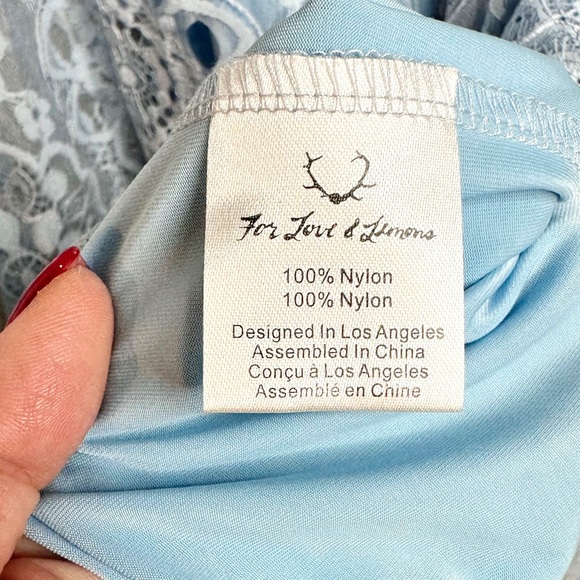 For Love & Lemons
100% Nylon
100% Nylon
Designed In Los Angeles
Assembled In China
Conçu à Los Angeles
Assemblé en Chine